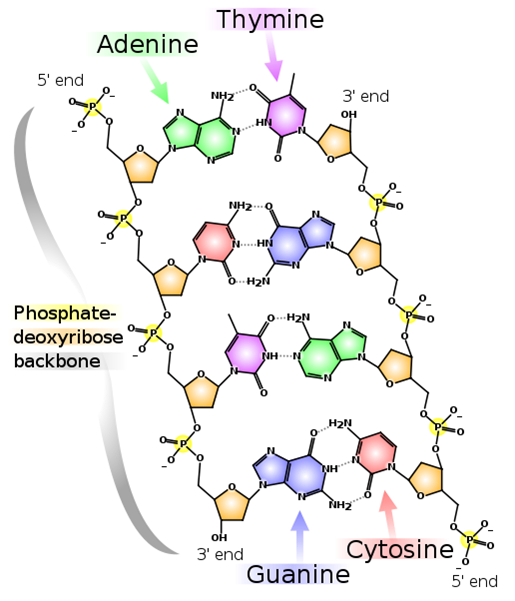 Thymine
Adenine
5' end
3' end
O P O−
−O O
NH2 O
N N HN N
N N O
O O OH
O O−
O P O
−O O
NH2 O N
N N HN N
O H2N N
O O
O O−
O P O
−O O
Phosphate-
deoxyribose
backbone
O H2N N
NH N N
N O N
O O
O O−
O P O
−O O
O H2N
N NH N N
N N O
NH2
O O
OH
O O−
P O
−O
3' end
Cytosine
Guanine
5' end